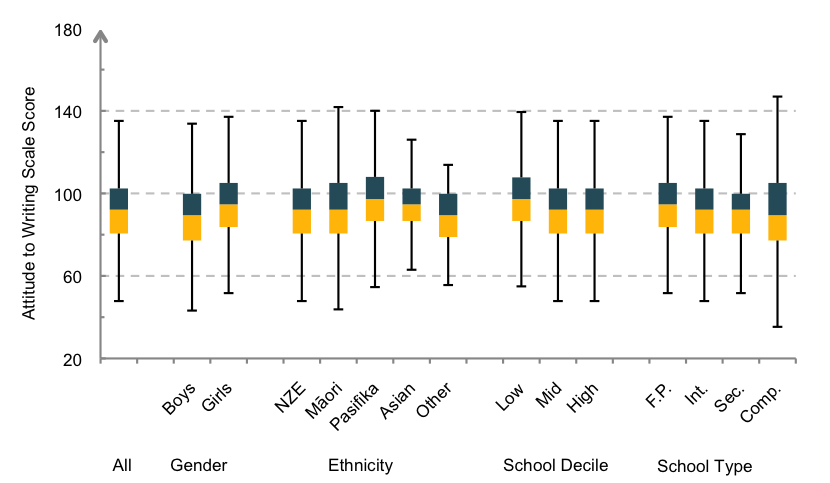 180
140
100
60
20
Attitude to Writing Scale Score
Boys
Girls
NZE
Māori
Pasifika
Asian
Other
Low
Mid
High
F.P.
Int.
Sec.
Comp.
All
Gender
Ethnicity
School Decile
School Type